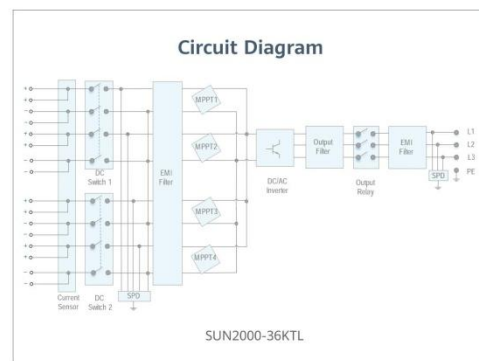 Circuit Diagram
MPPT1
MPPT2
MPPT3
MPPT4
DC
Switch 1
EMI
Filter
DC/AC
Inverter
Output
Filter
Output
Relay
EMI
Filter
L1
L2
L3
PE
SPD
Current
Sensor
DC
Switch 2
SPD
SUN2000-36KTL